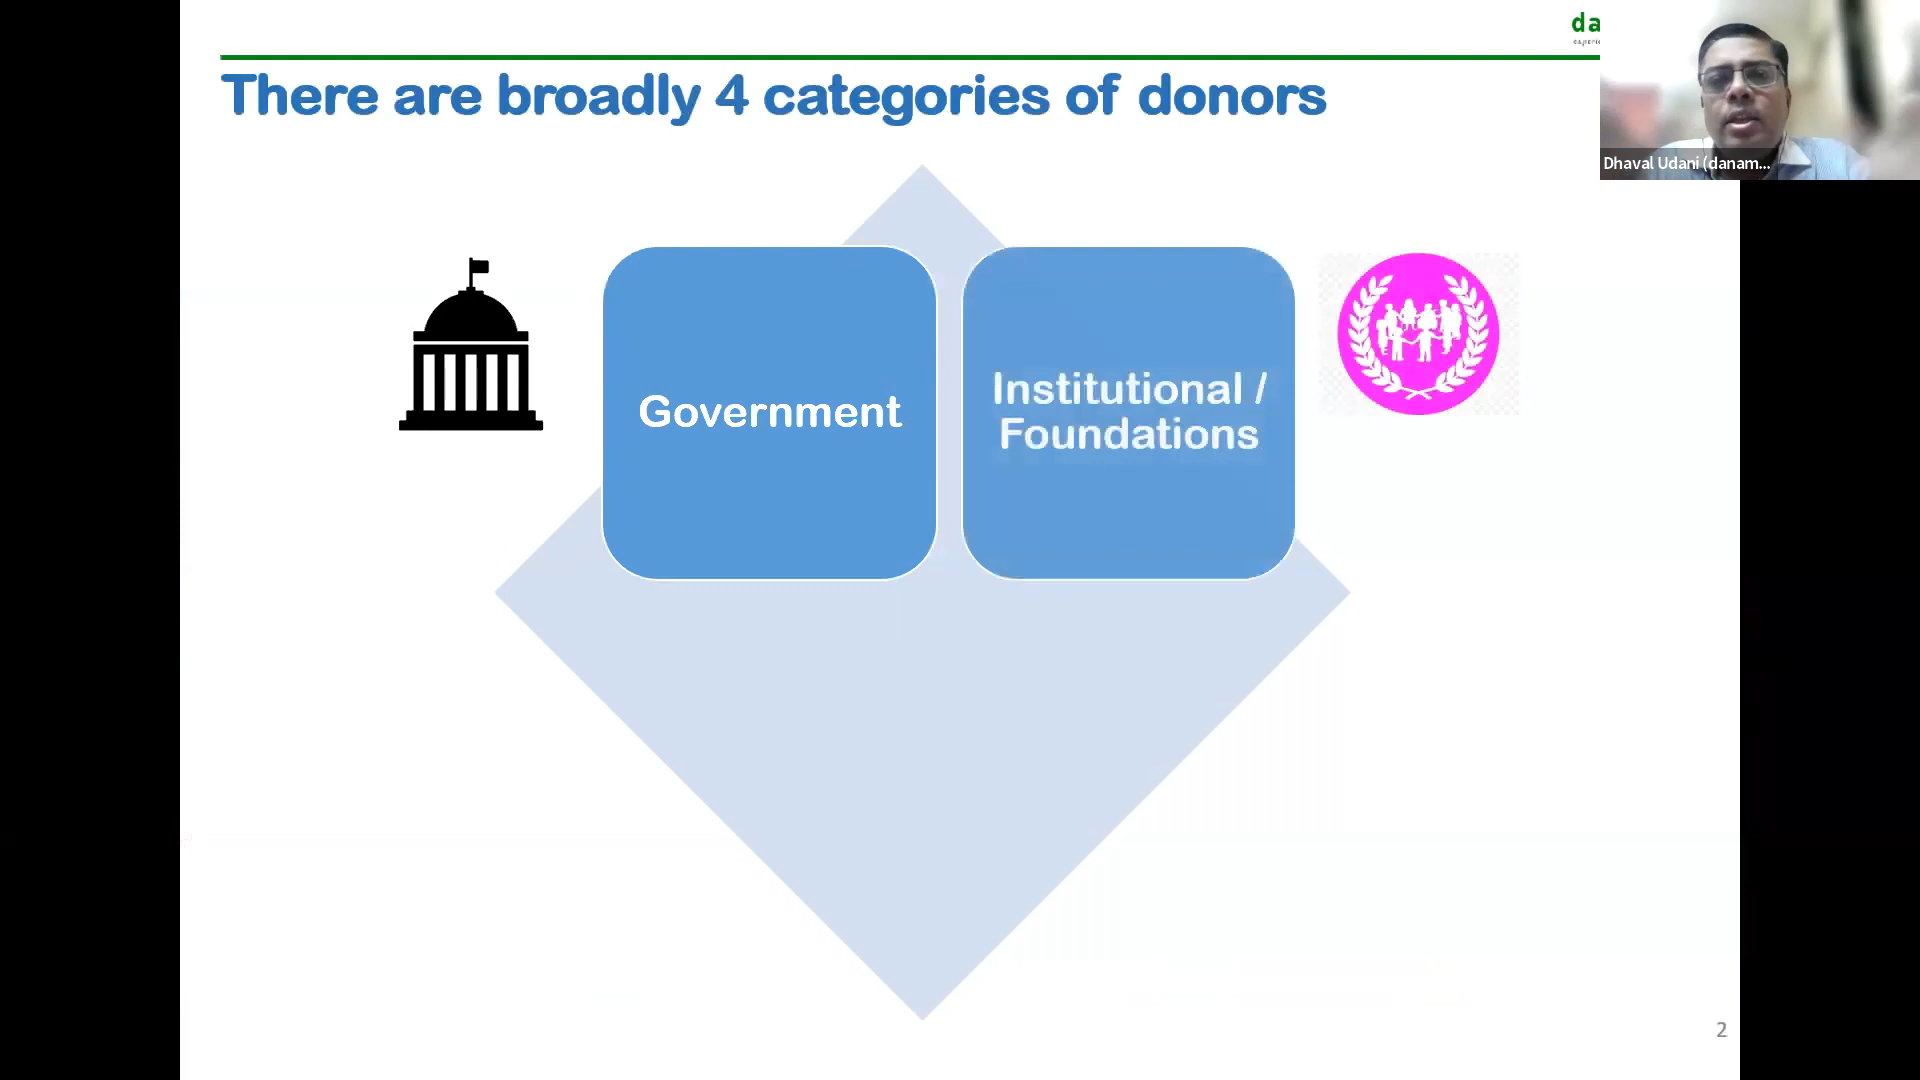 da
There are broadly 4 categories of donors
Dhaval Udani (danam...
Government
Institutional /
Foundations
2